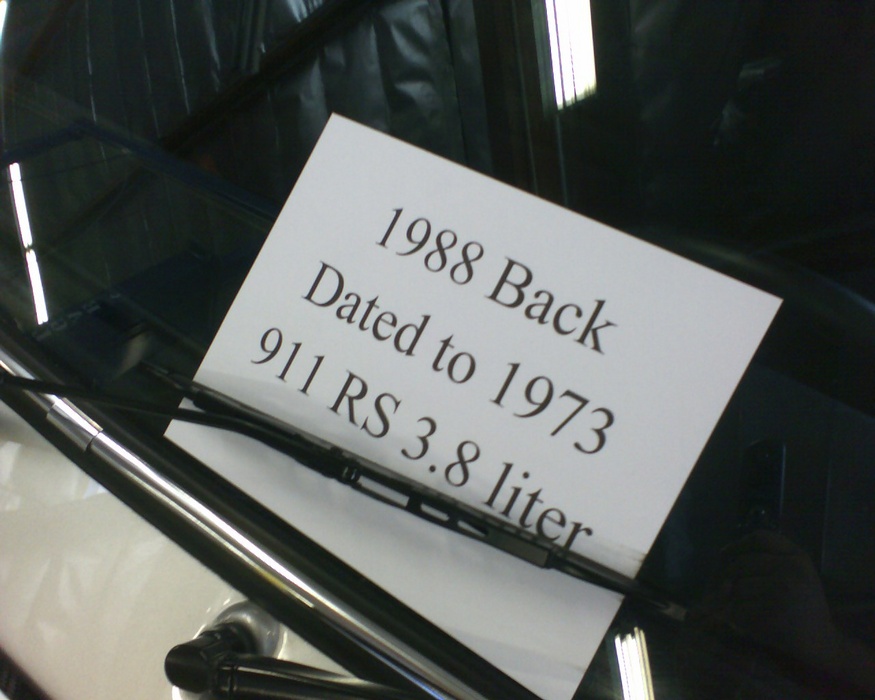 1988 Back
Dated to 1973
911 RS 3.8 liter